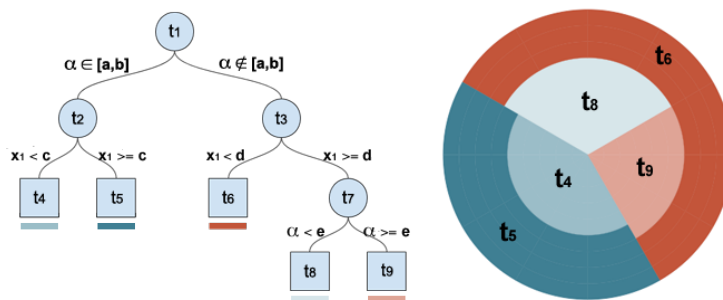 t1
α ∈ [a,b]
α ∉ [a,b]
t2
t3
x1 < c
x1 >= c
x1 < d
x1 >= d
t4
t5
t6
t7
α < e
α >= e
t8
t9
t6
t8
t4
t9
t5